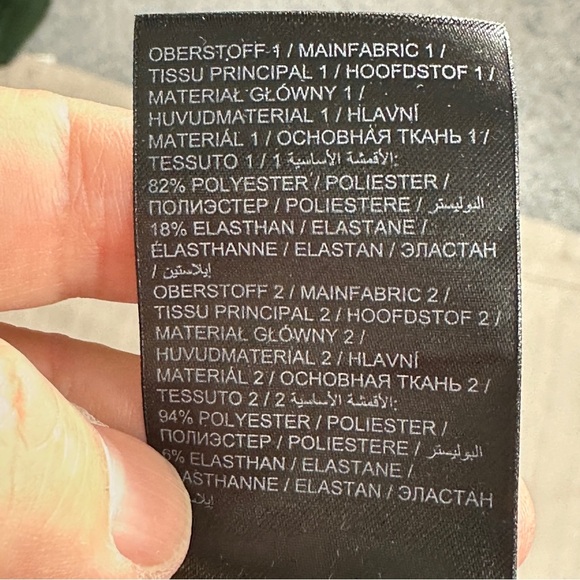 OBERSTOFF 1 / MAINFABRIC 1 /
TISSU PRINCIPAL 1 / HOOFDSTOF 1 /
MATERIAŁ GŁÓWNY 1 /
HUVUDMATERIAL 1 / HLAVNÍ
MATERIÁL 1 / ОСНОВНАЯ ТКАНЬ 1 /
TESSUTO 1 / 1 الأقمشة الأساسية:
82% POLYESTER / POLIESTER /
ПОЛИЭСТЕР / POLIESTERE / البوليستر
18% ELASTHAN / ELASTANE /
ÉLASTHANNE / ELASTAN / ЭЛАСТАН
/ إيلاستين
OBERSTOFF 2 / MAINFABRIC 2 /
TISSU PRINCIPAL 2 / HOOFDSTOF 2 /
MATERIAŁ GŁÓWNY 2 /
HUVUDMATERIAL 2 / HLAVNÍ
MATERIÁL 2 / ОСНОВНАЯ ТКАНЬ 2 /
TESSUTO 2 / 2 الأقمشة الأساسية:
94% POLYESTER / POLIESTER /
ПОЛИЭСТЕР / POLIESTERE / البوليستر
6% ELASTHAN / ELASTANE /
ASTHANNE / ELASTAN / ЭЛАСТАН